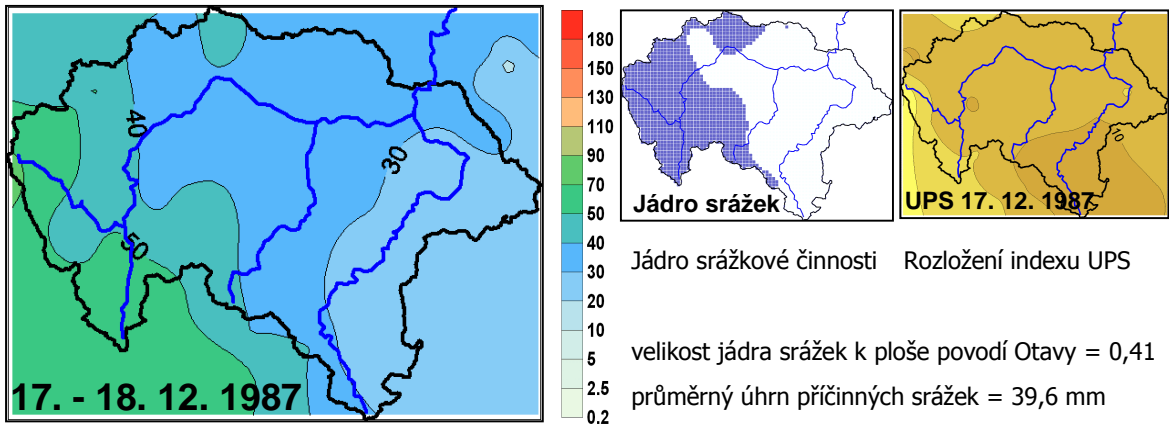 40
30
50
17. - 18. 12. 1987
180
150
130
110
90
70
50
40
30
20
10
5
2.5
0.2
Jádro srážek
10
UPS 17. 12. 1987
Jádro srážkové činnosti
Rozložení indexu UPS
velikost jádra srážek k ploše povodí Otavy = 0,41
průměrný úhrn příčinných srážek = 39,6 mm